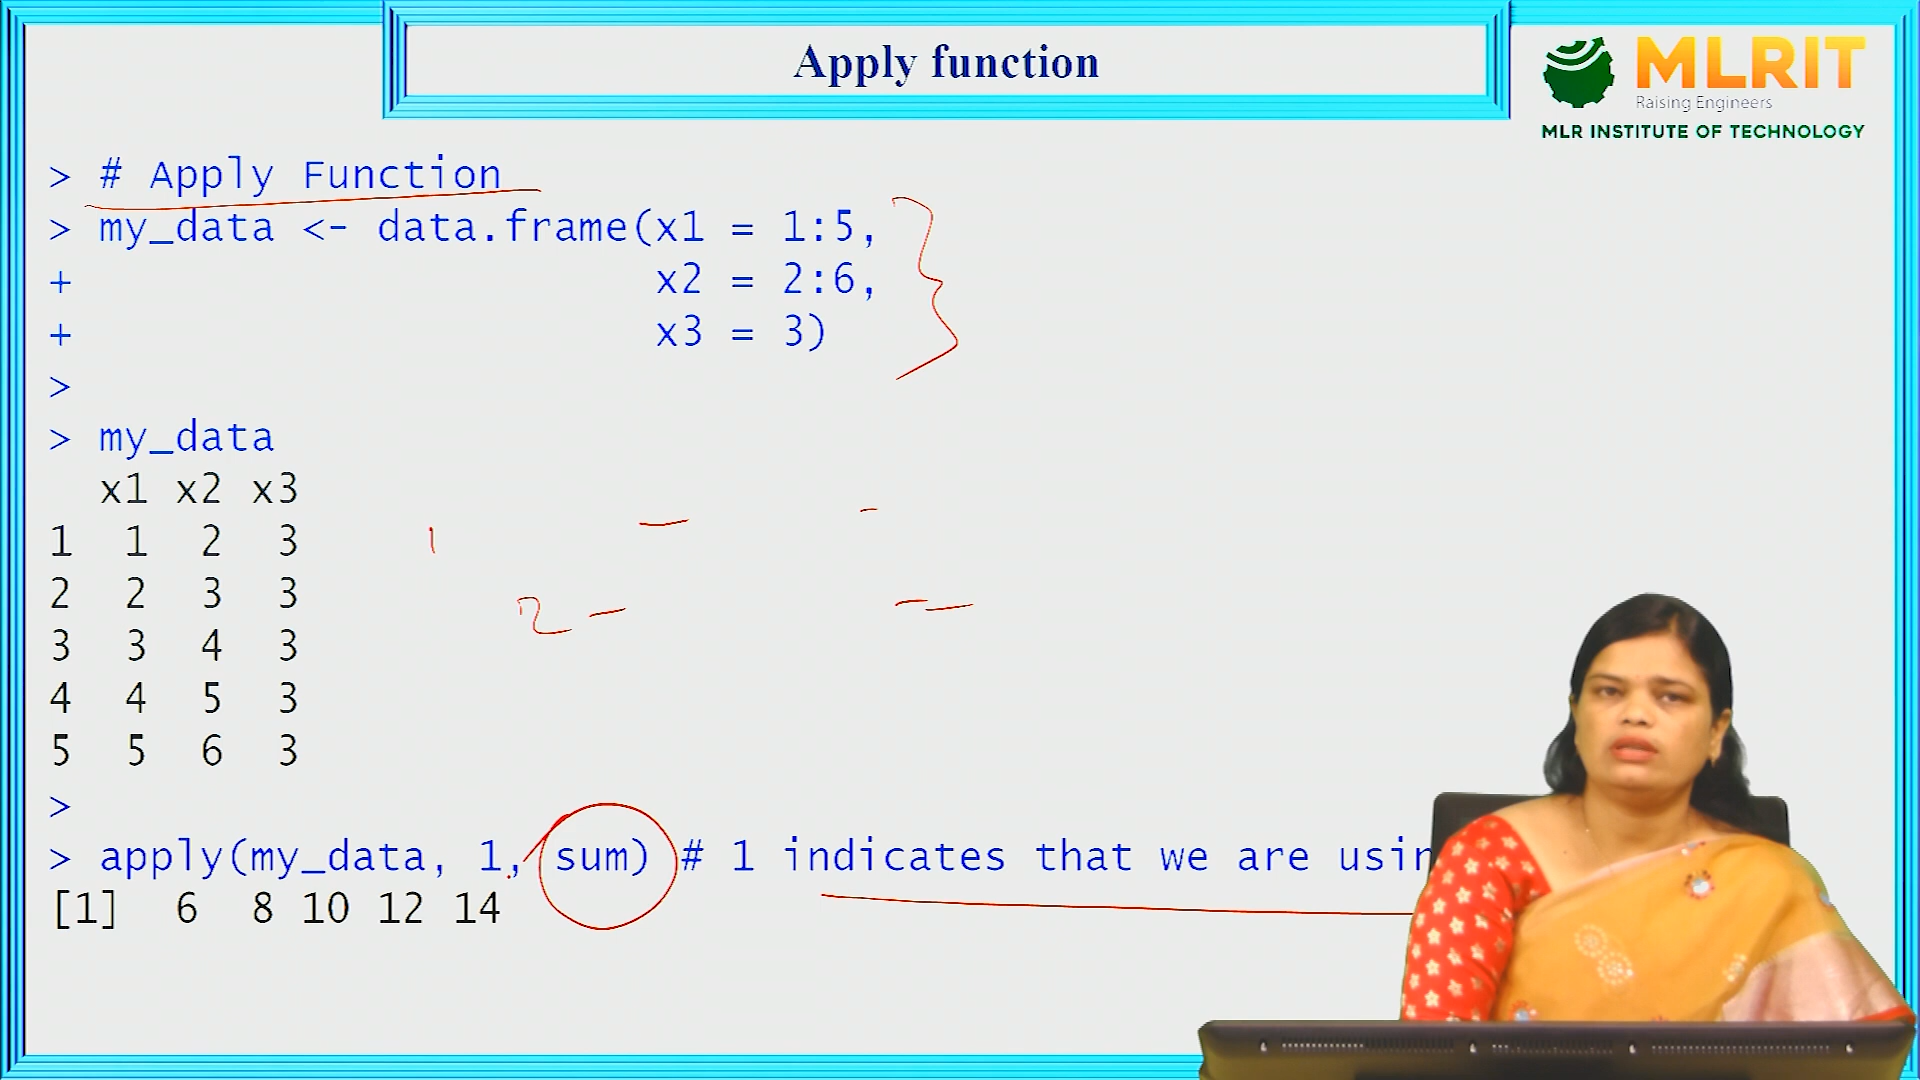 Apply function
MLRIT
Raising Engineers
MLR INSTITUTE OF TECHNOLOGY
> # Apply Function
> my_data <- data.frame(x1 = 1:5,
+ x2 = 2:6,
+ x3 = 3)
>
> my_data
x1 x2 x3
1 1 2 3 1
2 2 3 3 2
3 3 4 3
4 4 5 3
5 5 6 3
>
> apply(my_data, 1, sum) # 1 indicates that we are usin
[1] 6 8 10 12 14